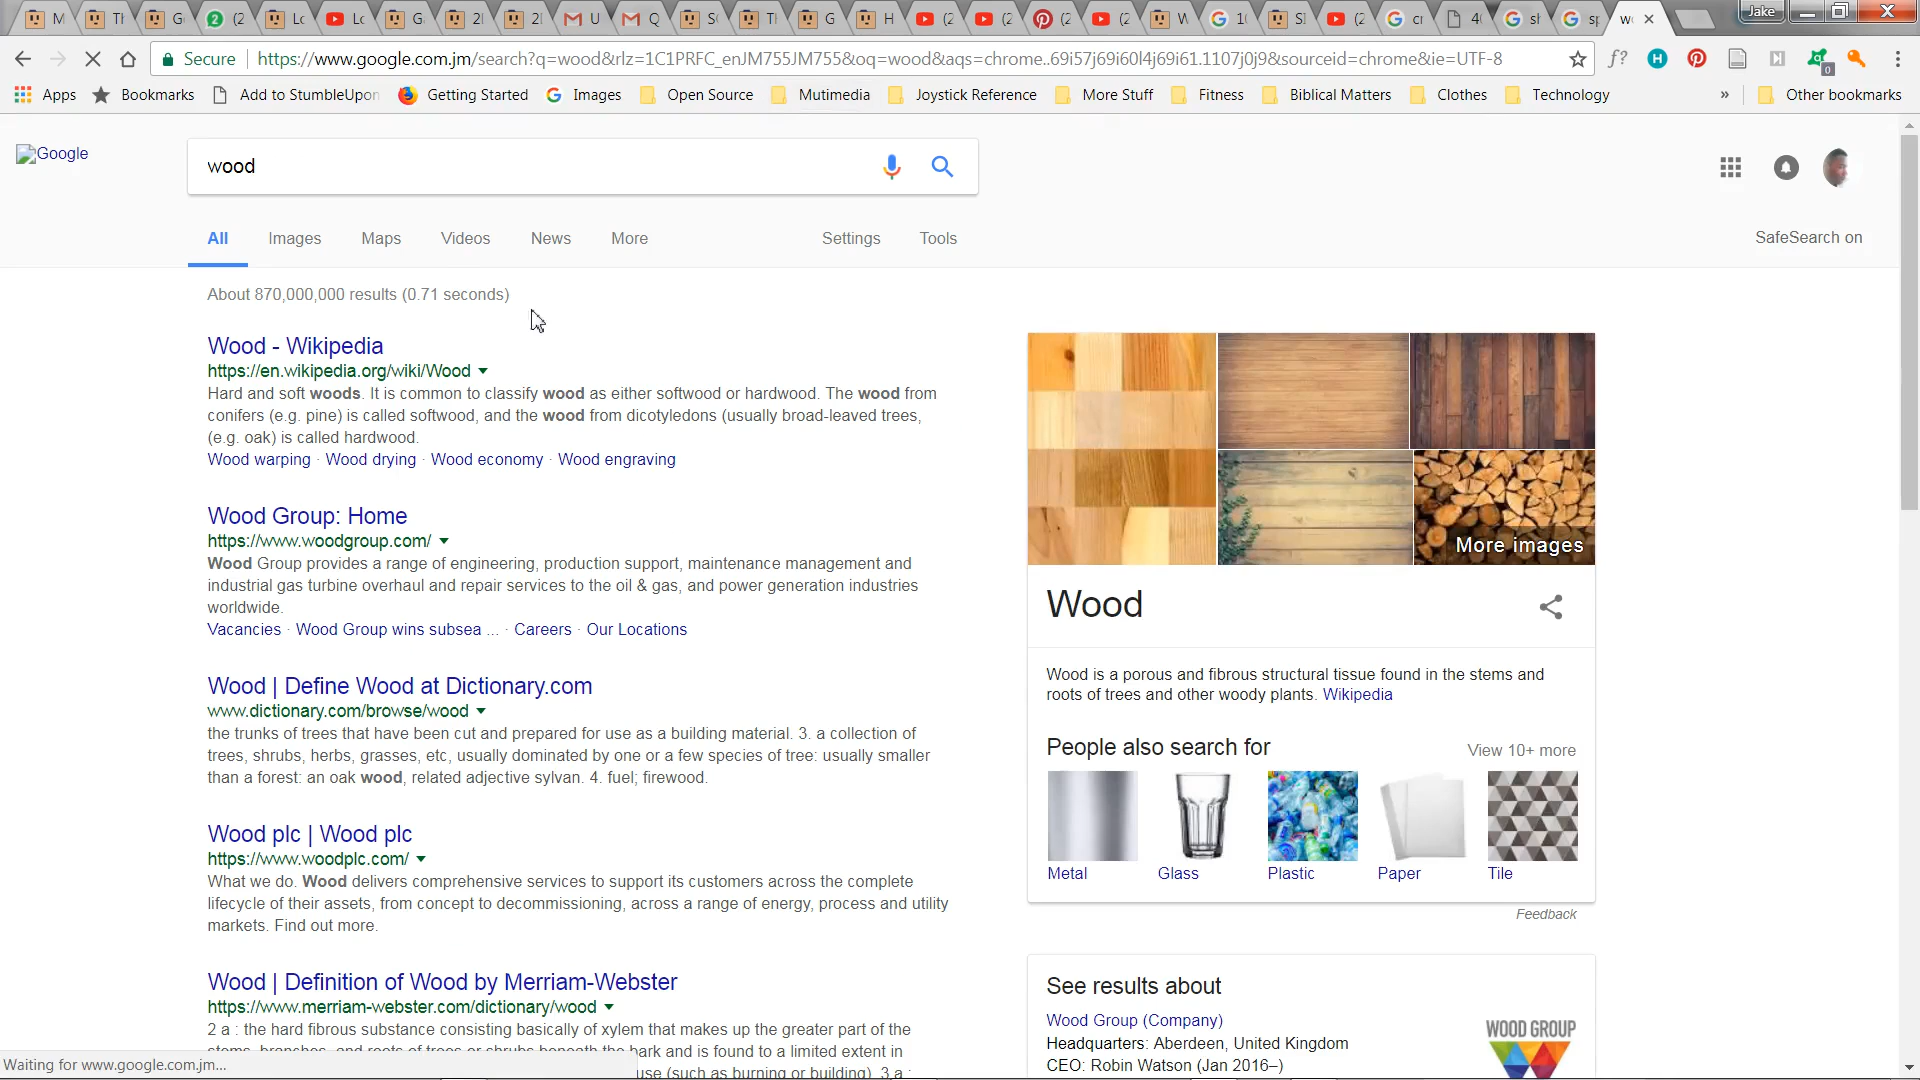 Jake
Secure https://www.google.com.jm/search?q=wood&rlz=1C1PRFC_enJM755JM755&oq=wood&aqs=chrome..69i57j69i60l4j69i61.1107j0j9&sourceid=chrome&ie=UTF-8
Apps Bookmarks Add to StumbleUpon Getting Started Images Open Source Mutimedia Joystick Reference More Stuff Fitness Biblical Matters Clothes Technology » Other bookmarks
Google
wood
All Images Maps Videos News More Settings Tools
SafeSearch on
About 870,000,000 results (0.71 seconds)
Wood - Wikipedia
https://en.wikipedia.org/wiki/Wood
Hard and soft woods. It is common to classify wood as either softwood or hardwood. The wood from
conifers (e.g. pine) is called softwood, and the wood from dicotyledons (usually broad-leaved trees,
(e.g. oak) is called hardwood.
Wood warping · Wood drying · Wood economy · Wood engraving
Wood Group: Home
https://www.woodgroup.com/
Wood Group provides a range of engineering, production support, maintenance management and
industrial gas turbine overhaul and repair services to the oil & gas, and power generation industries
worldwide.
Vacancies · Wood Group wins subsea ... · Careers · Our Locations
Wood | Define Wood at Dictionary.com
www.dictionary.com/browse/wood
the trunks of trees that have been cut and prepared for use as a building material. 3. a collection of
trees, shrubs, herbs, grasses, etc, usually dominated by one or a few species of tree: usually smaller
than a forest: an oak wood, related adjective sylvan. 4. fuel; firewood.
Wood plc | Wood plc
https://www.woodplc.com/
What we do. Wood delivers comprehensive services to support its customers across the complete
lifecycle of their assets, from concept to decommissioning, across a range of energy, process and utility
markets. Find out more.
Wood | Definition of Wood by Merriam-Webster
https://www.merriam-webster.com/dictionary/wood
2 a : the hard fibrous substance consisting basically of xylem that makes up the greater part of the
stems, branches, and roots of trees or shrubs beneath the bark and is found to a limited extent in
use (such as burning or building). 3 a :
Waiting for www.google.com.jm...
More images
Wood
Wood is a porous and fibrous structural tissue found in the stems and
roots of trees and other woody plants. Wikipedia
People also search for
View 10+ more
Metal Glass Plastic Paper Tile
Feedback
See results about
Wood Group (Company)
Headquarters: Aberdeen, United Kingdom
CEO: Robin Watson (Jan 2016–)
WOOD GROUP